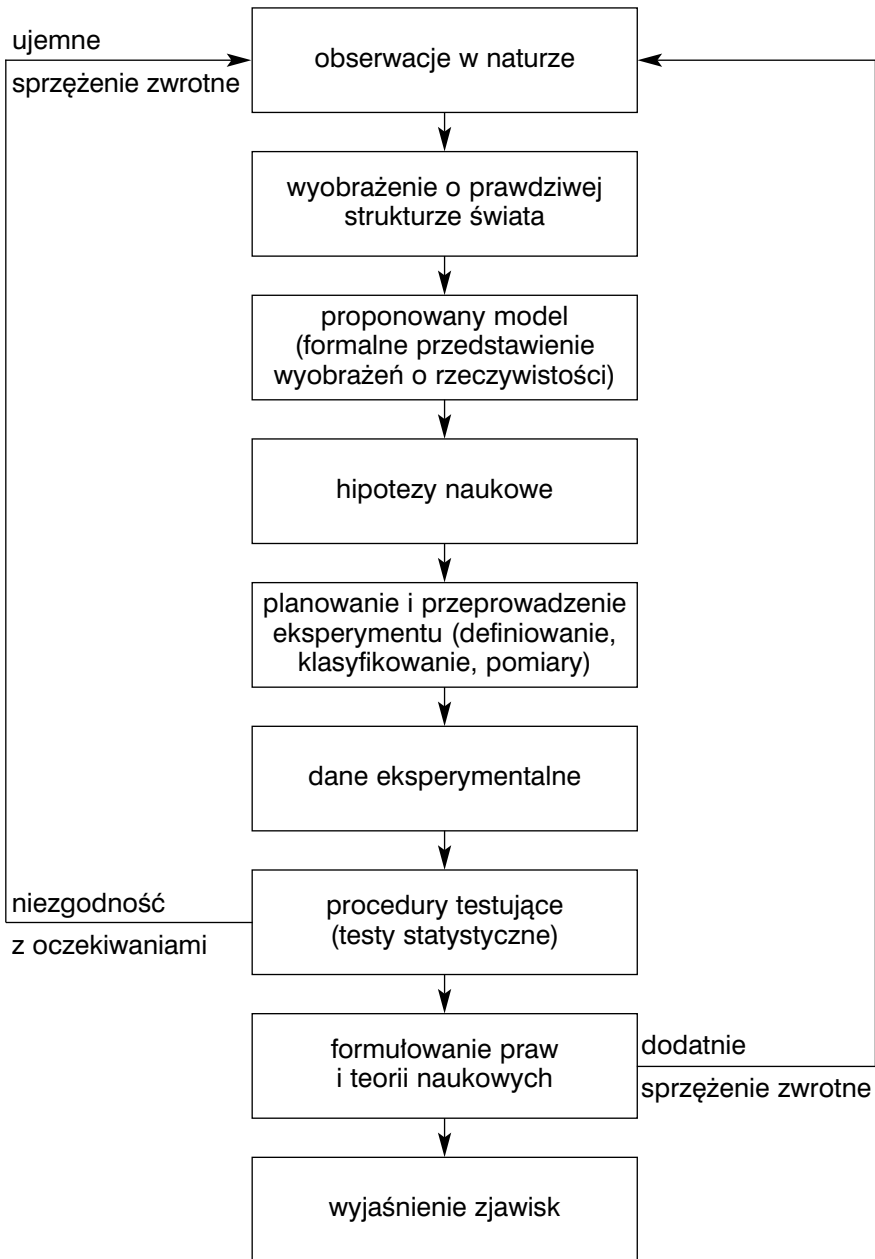 ujemne
sprzężenie zwrotne
obserwacje w naturze
wyobrażenie o prawdziwej
strukturze świata
proponowany model
(formalne przedstawienie
wyobrażeń o rzeczywistości)
hipotezy naukowe
planowanie i przeprowadzenie
eksperymentu (definiowanie,
klasyfikowanie, pomiary)
dane eksperymentalne
niezgodność
z oczekiwaniami
procedury testujące
(testy statystyczne)
formułowanie praw
i teorii naukowych
dodatnie
sprzężenie zwrotne
wyjaśnienie zjawisk